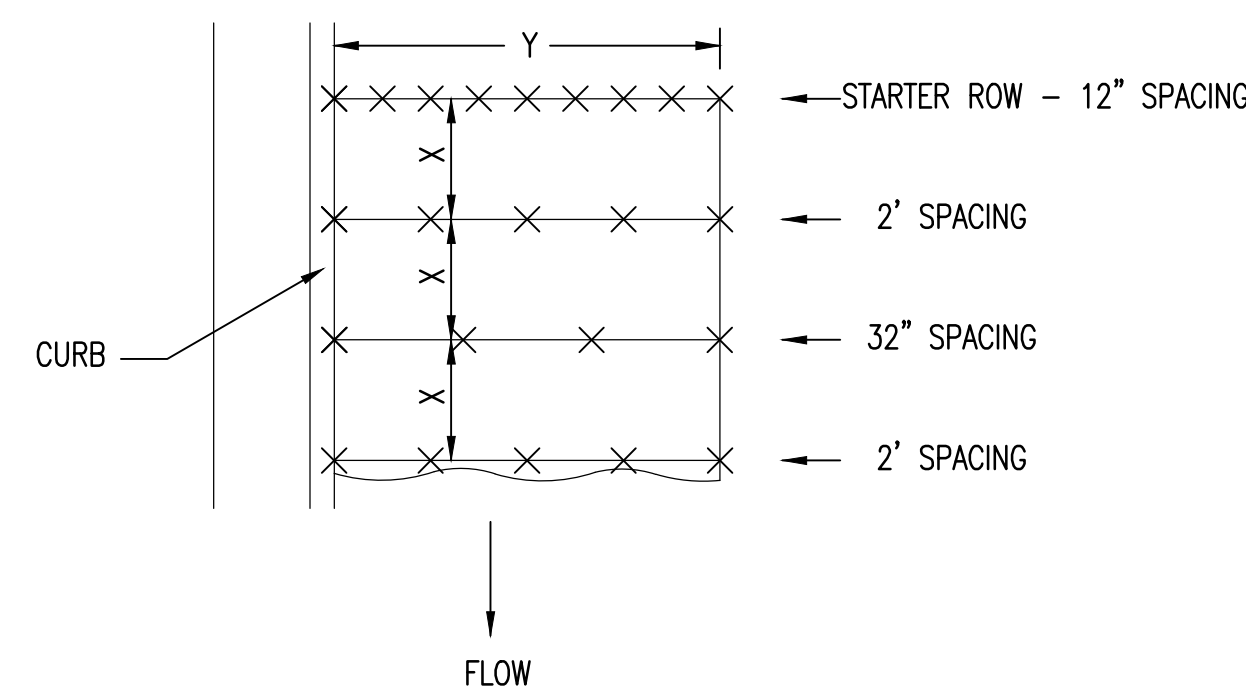 Y
STARTER ROW - 12" SPACING
X
2' SPACING
X
CURB
32" SPACING
X
2' SPACING
FLOW